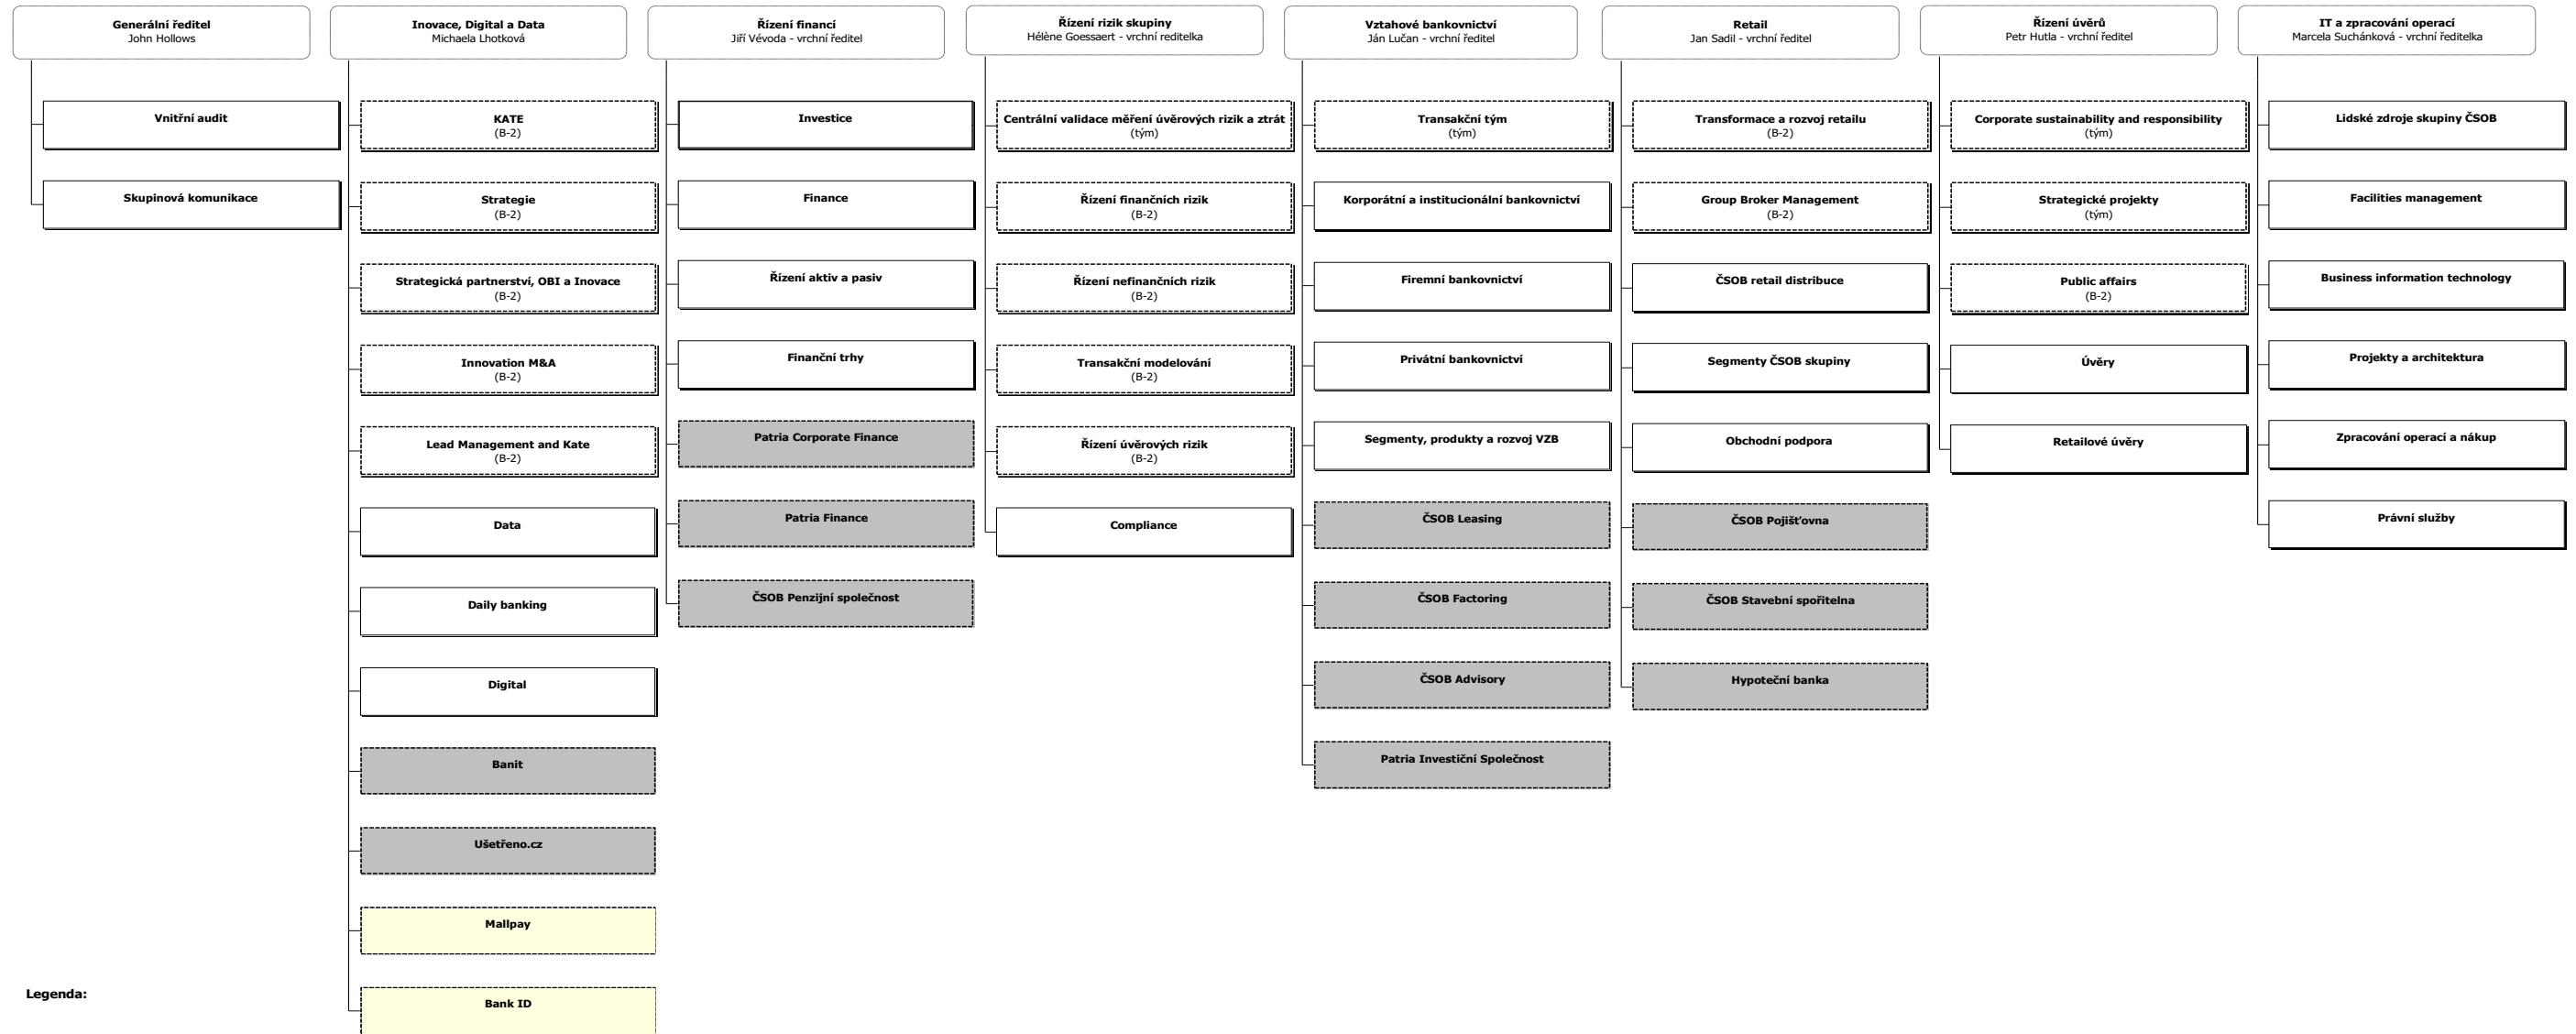 Generální ředitel
John Hollows
Vnitřní audit
Skupinová komunikace
Inovace, Digital a Data
Michaela Lhotková
KATE
(B-2)
Strategie
(B-2)
Strategická partnerství, OBI a Inovace
(B-2)
Innovation M&A
(B-2)
Lead Management and Kate
(B-2)
Data
Daily banking
Digital
Banit
Ušetřeno.cz
Mallpay
Bank ID
Řízení financí
Jiří Vévoda - vrchní ředitel
Investice
Finance
Řízení aktiv a pasiv
Finanční trhy
Patria Corporate Finance
Patria Finance
ČSOB Penzijní společnost
Řízení rizik skupiny
Hélène Goessaert - vrchní reditelka
Centrální validace měření úvěrových rizik a ztrát
(tým)
Řízení finančních rizik
(B-2)
Řízení nefinančních rizik
(B-2)
Transakční modelování
(B-2)
Řízení úvěrových rizik
(B-2)
Compliance
Vztahové bankovnictví
Ján Lučan - vrchní ředitel
Transakční tým
(tým)
Korporátní a institucionální bankovnictví
Firemní bankovnictví
Privátní bankovnictví
Segmenty, produkty a rozvoj VZB
ČSOB Leasing
ČSOB Factoring
ČSOB Advisory
Patria Investiční Společnost
Retail
Jan Sadil - vrchní ředitel
Transformace a rozvoj retailu
(B-2)
Group Broker Management
(B-2)
ČSOB retail distribuce
Segmenty ČSOB skupiny
Obchodní podpora
ČSOB Pojišťovna
ČSOB Stavební spořitelna
Hypoteční banka
Řízení úvěrů
Petr Hutla - vrchní ředitel
Corporate sustainability and responsibility
(tým)
Strategické projekty
(tým)
Public affairs
(B-2)
Úvěry
Retailové úvěry
IT a zpracování operací
Marcela Suchánková - vrchní ředitelka
Lidské zdroje skupiny ČSOB
Facilities management
Business information technology
Projekty a architektura
Zpracování operací a nákup
Právní služby
Legenda: